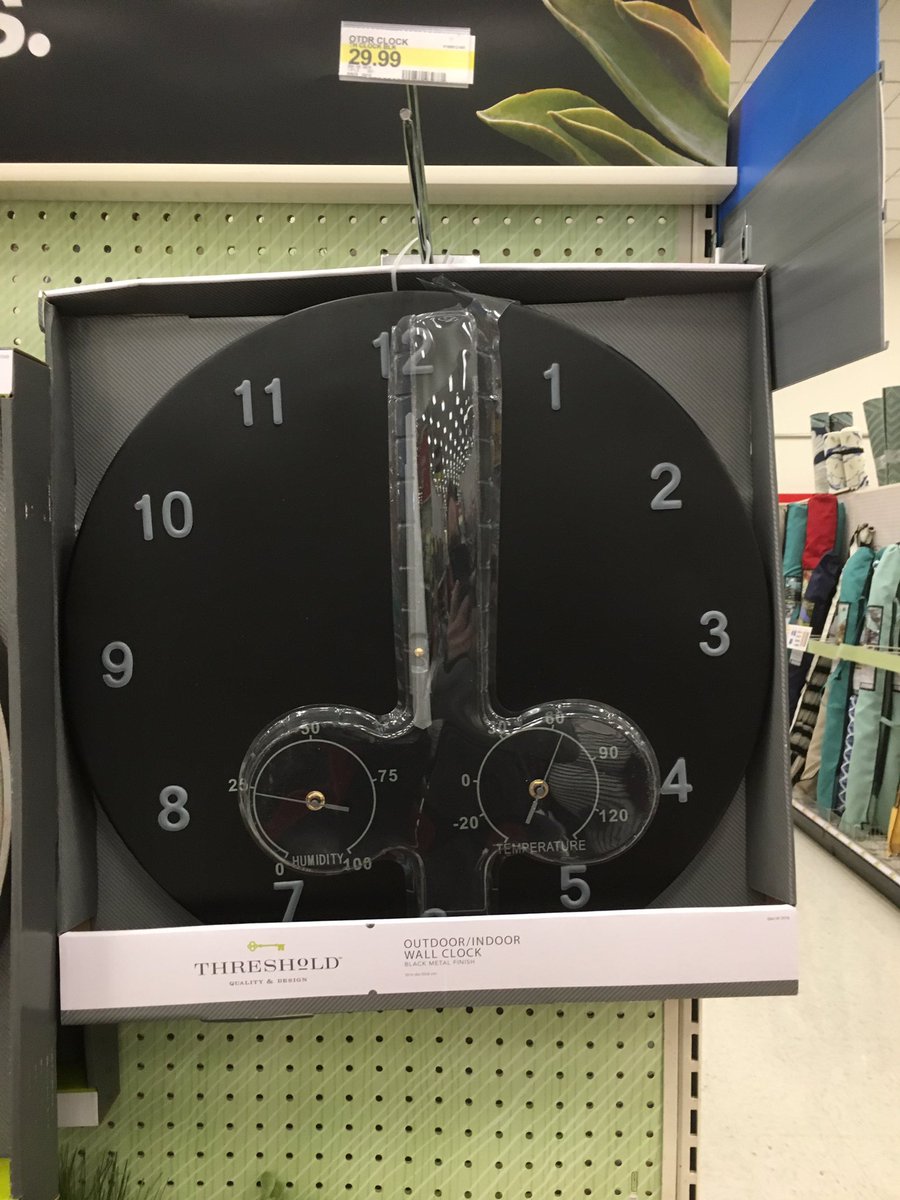 s.
OTDR CLOCK
29.99
12
11
1
10
2
9
3
8
4
7
5
50
25
75
0
100
HUMIDITY
30
60
0
90
-20
120
TEMPERATURE
THRESHOLD
QUALITY & DESIGN
OUTDOOR/INDOOR
WALL CLOCK
BLACK METAL FINISH